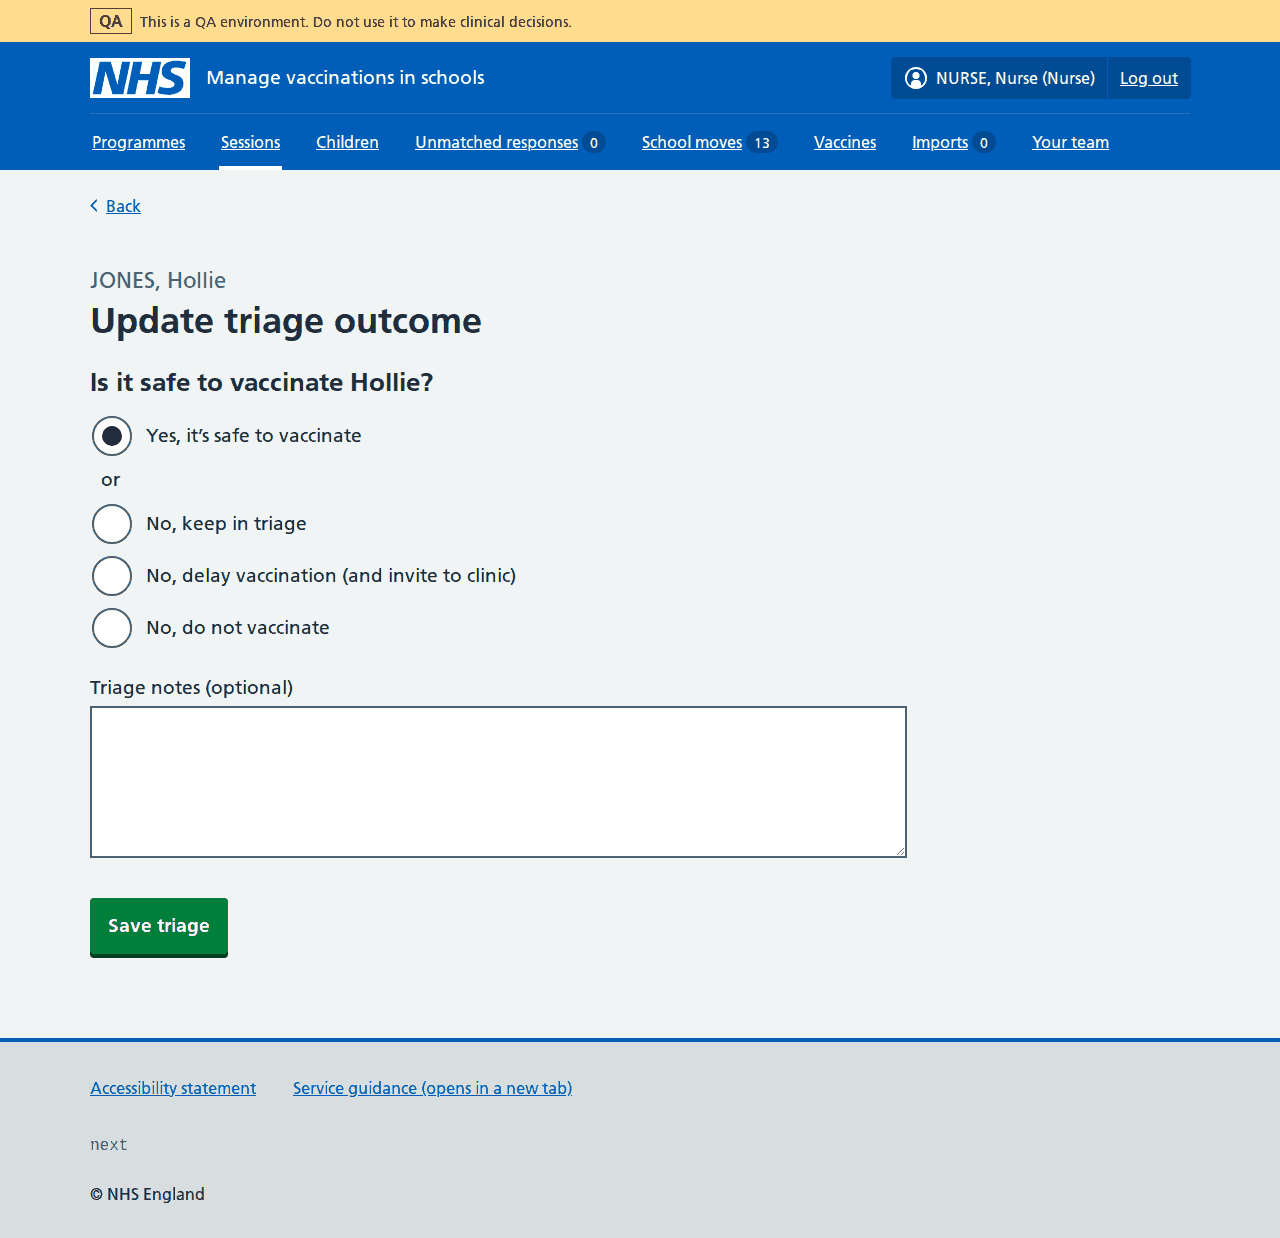 QA This is a QA environment. Do not use it to make clinical decisions.
NHS Manage vaccinations in schools NURSE, Nurse (Nurse) Log out
Programmes Sessions Children Unmatched responses 0 School moves 13 Vaccines Imports 0 Your team
Back
JONES, Hollie
Update triage outcome
Is it safe to vaccinate Hollie?
Yes, it’s safe to vaccinate
or
No, keep in triage
No, delay vaccination (and invite to clinic)
No, do not vaccinate
Triage notes (optional)
Save triage
Accessibility statement Service guidance (opens in a new tab)
next
© NHS England